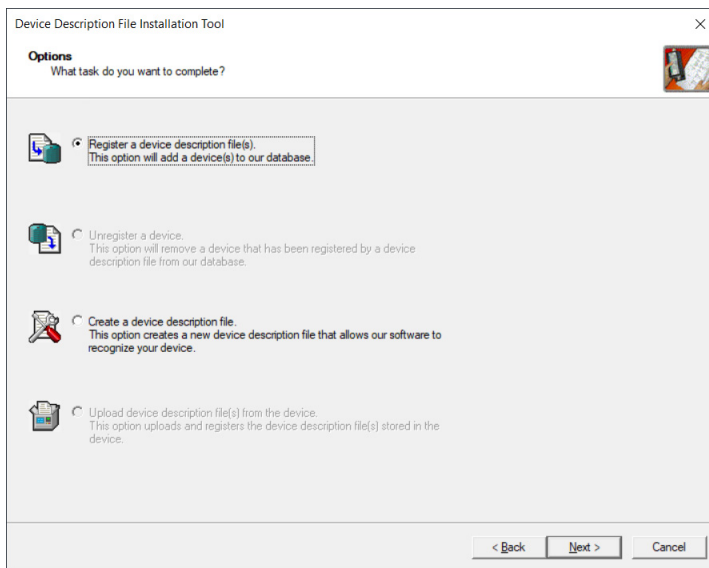 Device Description File Installation Tool
Options
What task do you want to complete?
Register a device description file(s).
This option will add a device(s) to our database.
Unregister a device.
This option will remove a device that has been registered by a device
description file from our database.
Create a device description file.
This option creates a new device description file that allows our software to
recognize your device.
Upload device description file(s) from the device.
This option uploads and registers the device description file(s) stored in the
device.
< Back Next > Cancel